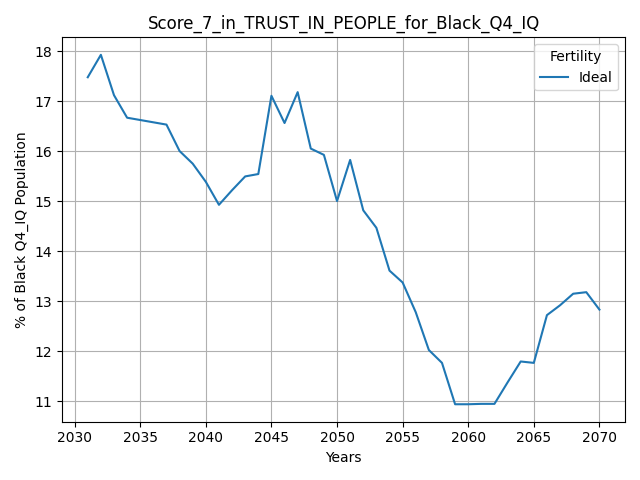 Score_7_in_TRUST_IN_PEOPLE_for_Black_Q4_IQ
Fertility
Ideal
% of Black Q4_IQ Population
18
17
16
15
14
13
12
11
2030 2035 2040 2045 2050 2055 2060 2065 2070
Years